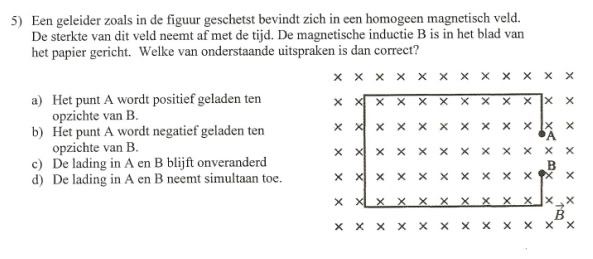 5) Een geleider zoals in de figuur geschetst bevindt zich in een homogeen magnetisch veld.
De sterkte van dit veld neemt af met de tijd. De magnetische inductie B is in het blad van
het papier gericht. Welke van onderstaande uitspraken is dan correct?
a) Het punt A wordt positief geladen ten
opzichte van B.
b) Het punt A wordt negatief geladen ten
opzichte van B.
c) De lading in A en B blijft onveranderd
d) De lading in A en B neemt simultaan toe.
A
B
B